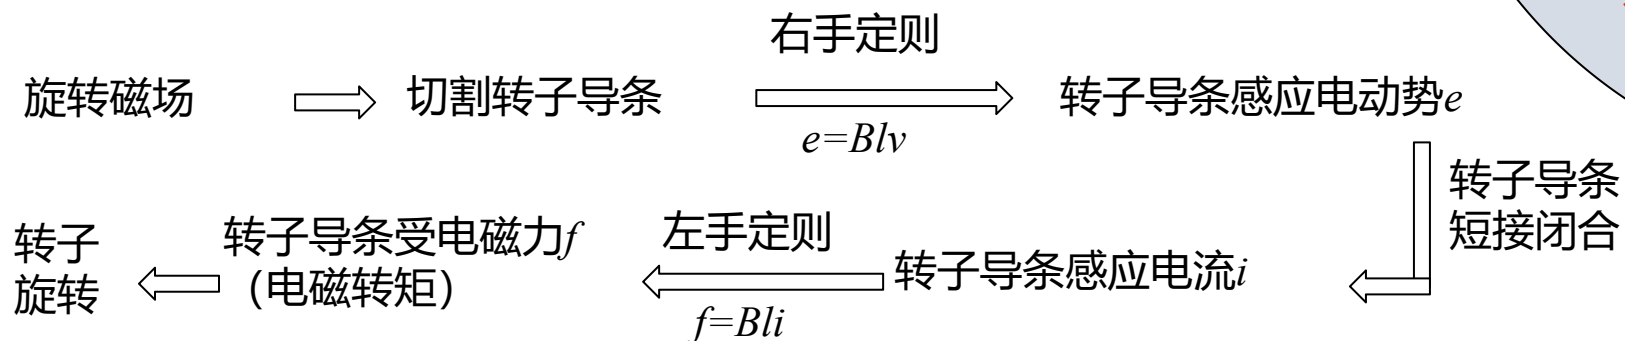 右手定则
旋转磁场
切割转子导条
转子导条感应电动势e
e=Blv
转子导条
短接闭合
转子导条感应电流i
左手定则
f=Bli
转子导条受电磁力f
（电磁转矩）
转子
旋转